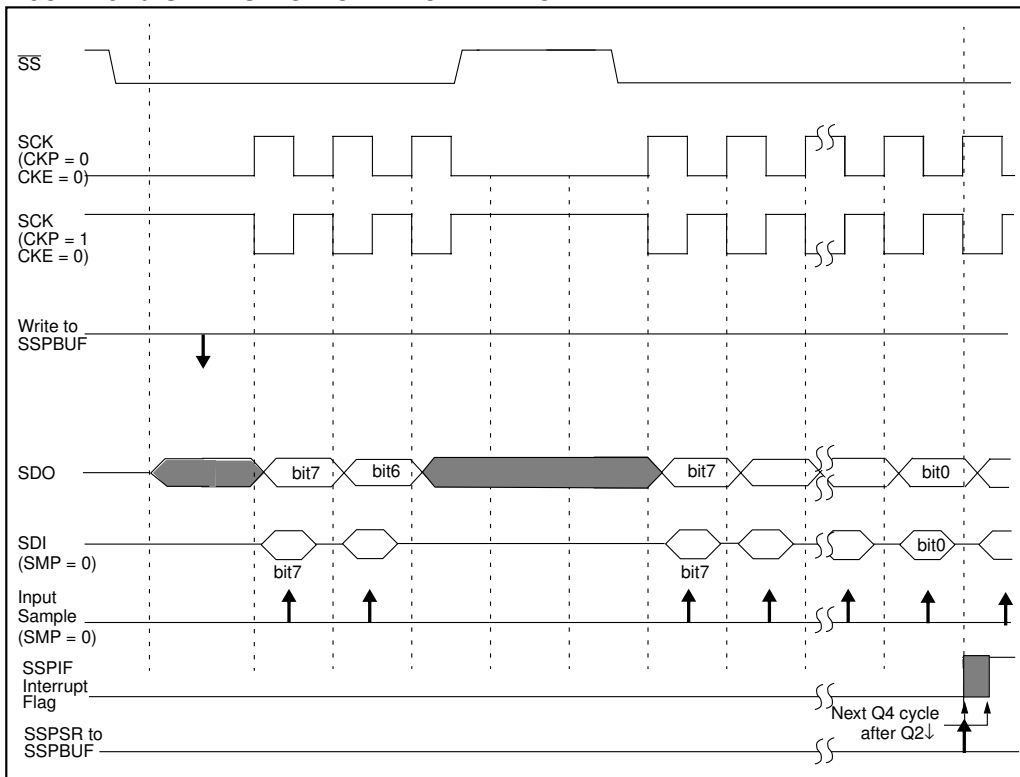 SS
SCK
(CKP = 0
CKE = 0)
SCK
(CKP = 1
CKE = 0)
Write to
SSPBUF
SDO
bit7
bit6
bit7
bit0
SDI
(SMP = 0)
bit7
bit7
bit0
Input
Sample
(SMP = 0)
SSPIF
Interrupt
Flag
Next Q4 cycle
after Q2↓
SSPSR to
SSPBUF